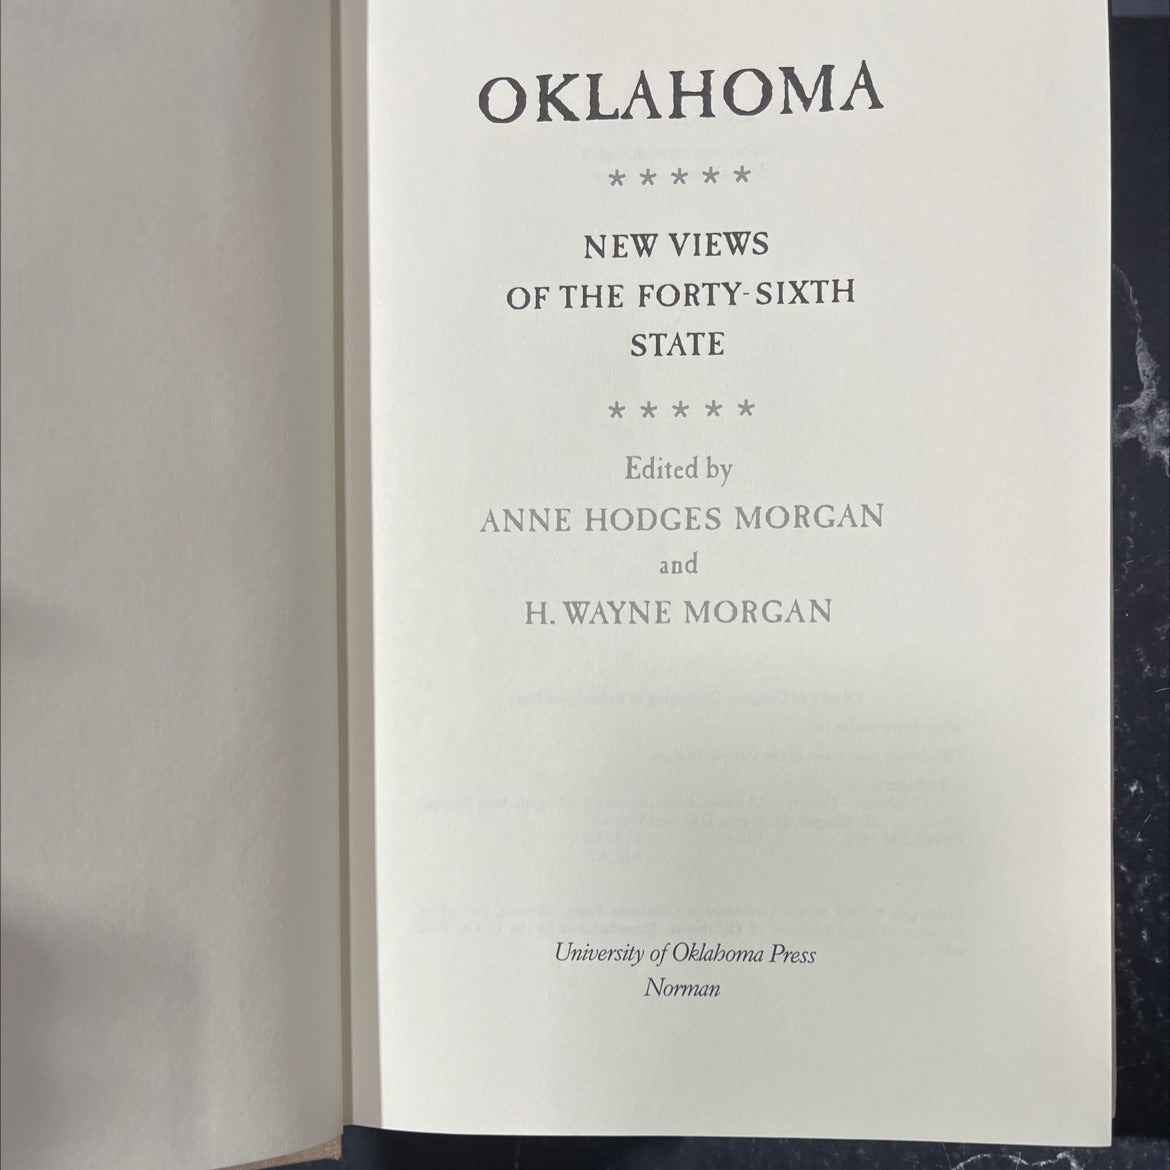 OKLAHOMA
* * * * *
NEW VIEWS
OF THE FORTY-SIXTH
STATE
* * * * *
Edited by
ANNE HODGES MORGAN
and
H. WAYNE MORGAN
University of Oklahoma Press
Norman